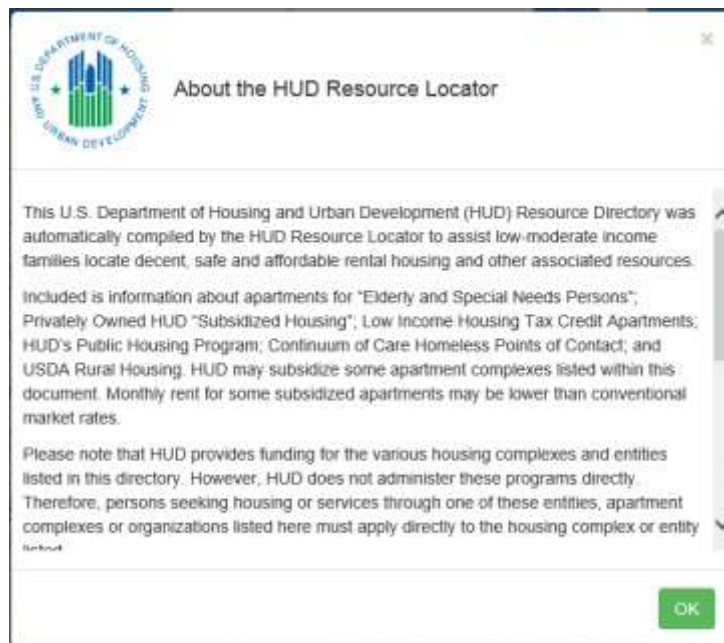 U.S. DEPARTMENT OF HOUSING
AND URBAN DEVELOPMENT
About the HUD Resource Locator
This U.S. Department of Housing and Urban Development (HUD) Resource Directory was
automatically compiled by the HUD Resource Locator to assist low-moderate income
families locate decent, safe and affordable rental housing and other associated resources.
Included is information about apartments for "Elderly and Special Needs Persons";
Privately Owned HUD "Subsidized Housing"; Low Income Housing Tax Credit Apartments;
HUD's Public Housing Program; Continuum of Care Homeless Points of Contact; and
USDA Rural Housing. HUD may subsidize some apartment complexes listed within this
document. Monthly rent for some subsidized apartments may be lower than conventional
market rates.
Please note that HUD provides funding for the various housing complexes and entities
listed in this directory. However, HUD does not administer these programs directly.
Therefore, persons seeking housing or services through one of these entities, apartment
complexes or organizations listed here must apply directly to the housing complex or entity
listed
OK